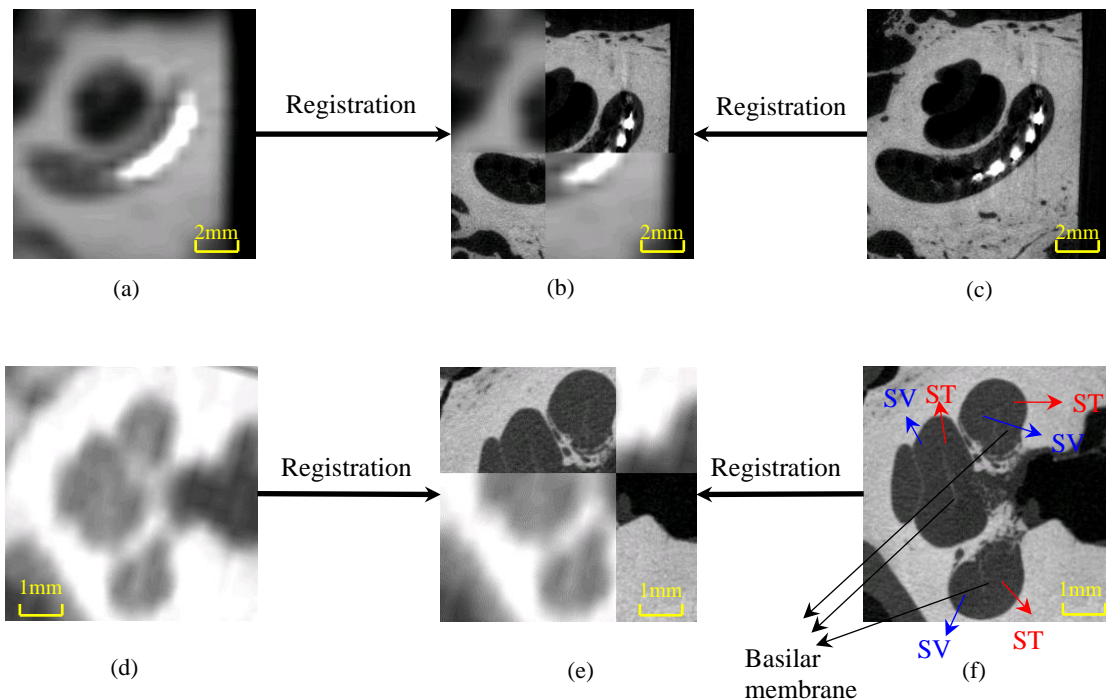 Registration
Registration
2mm
2mm
2mm
(a)
(b)
(c)
SV
ST
ST
SV
Registration
Registration
1mm
1mm
1mm
SV
ST
Basilar
membrane
(d)
(e)
(f)